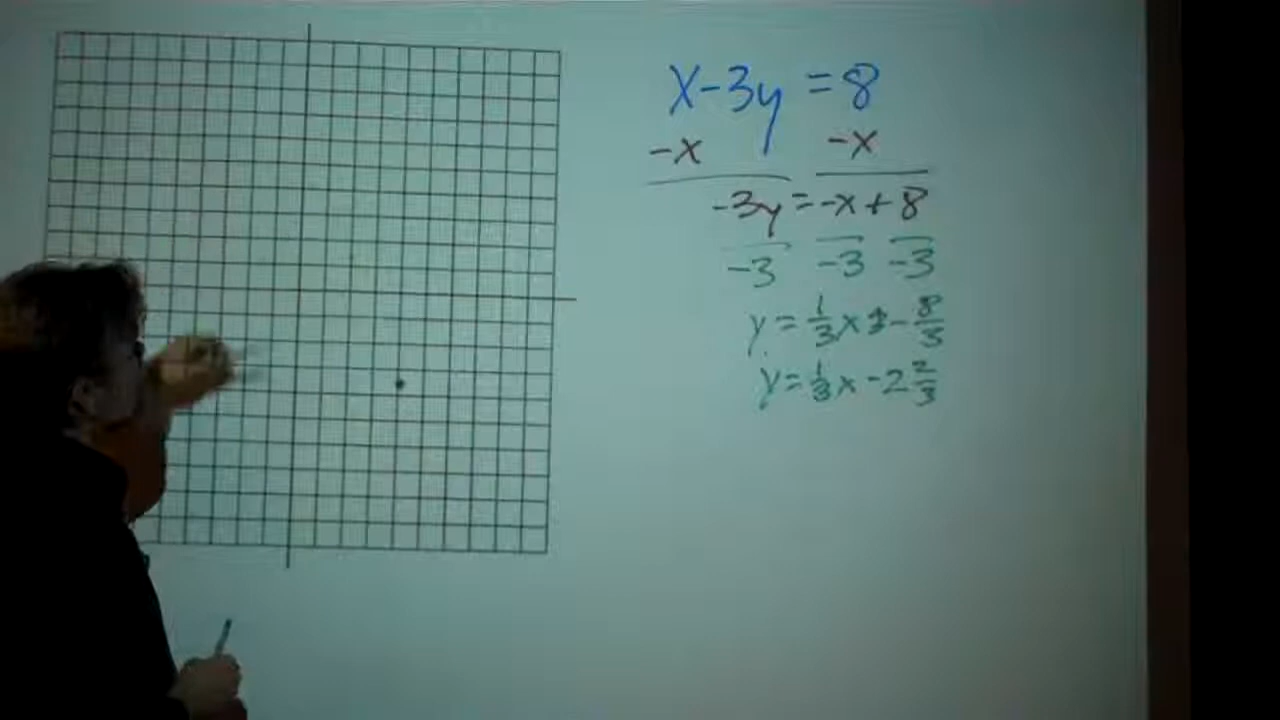 x-3y=8
-x -x
-3y=-x+8
-3 -3 -3
y=1/3x+-8/3
y=1/3x-2 2/3